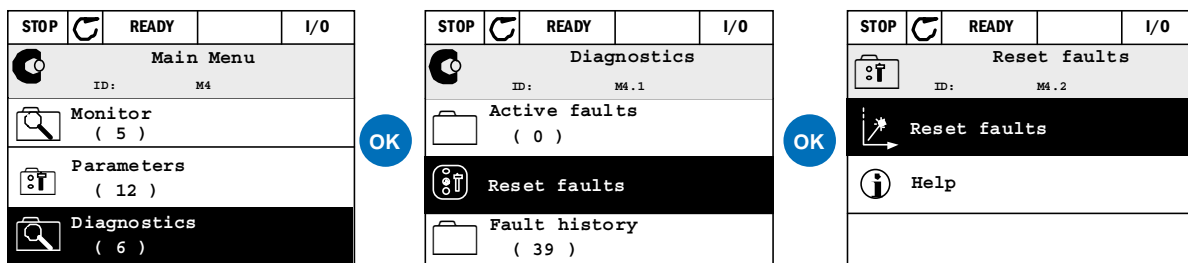 STOP READY I/O
Main Menu
ID: M4
Monitor
( 5 )
Parameters
( 12 )
Diagnostics
( 6 )
OK
STOP READY I/O
Diagnostics
ID: M4.1
Active faults
( 0 )
Reset faults
Fault history
( 39 )
OK
STOP READY I/O
Reset faults
ID: M4.2
Reset faults
Help